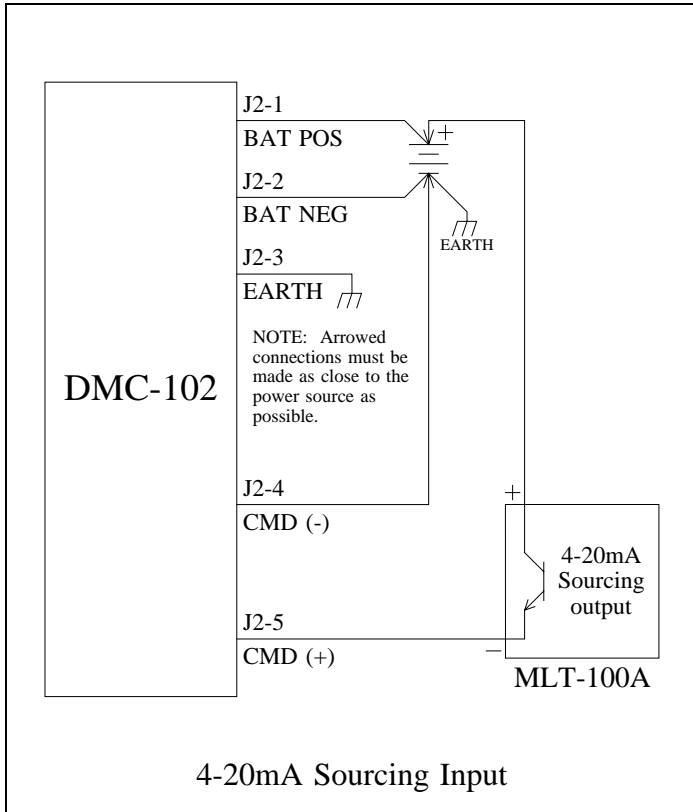 J2-1
BAT POS
+
J2-2
BAT NEG
EARTH
J2-3
EARTH
NOTE: Arrowed
connections must be
made as close to the
power source as
possible.
DMC-102
J2-4
CMD (-)
+
4-20mA
Sourcing
output
J2-5
CMD (+)
−
MLT-100A
4-20mA Sourcing Input